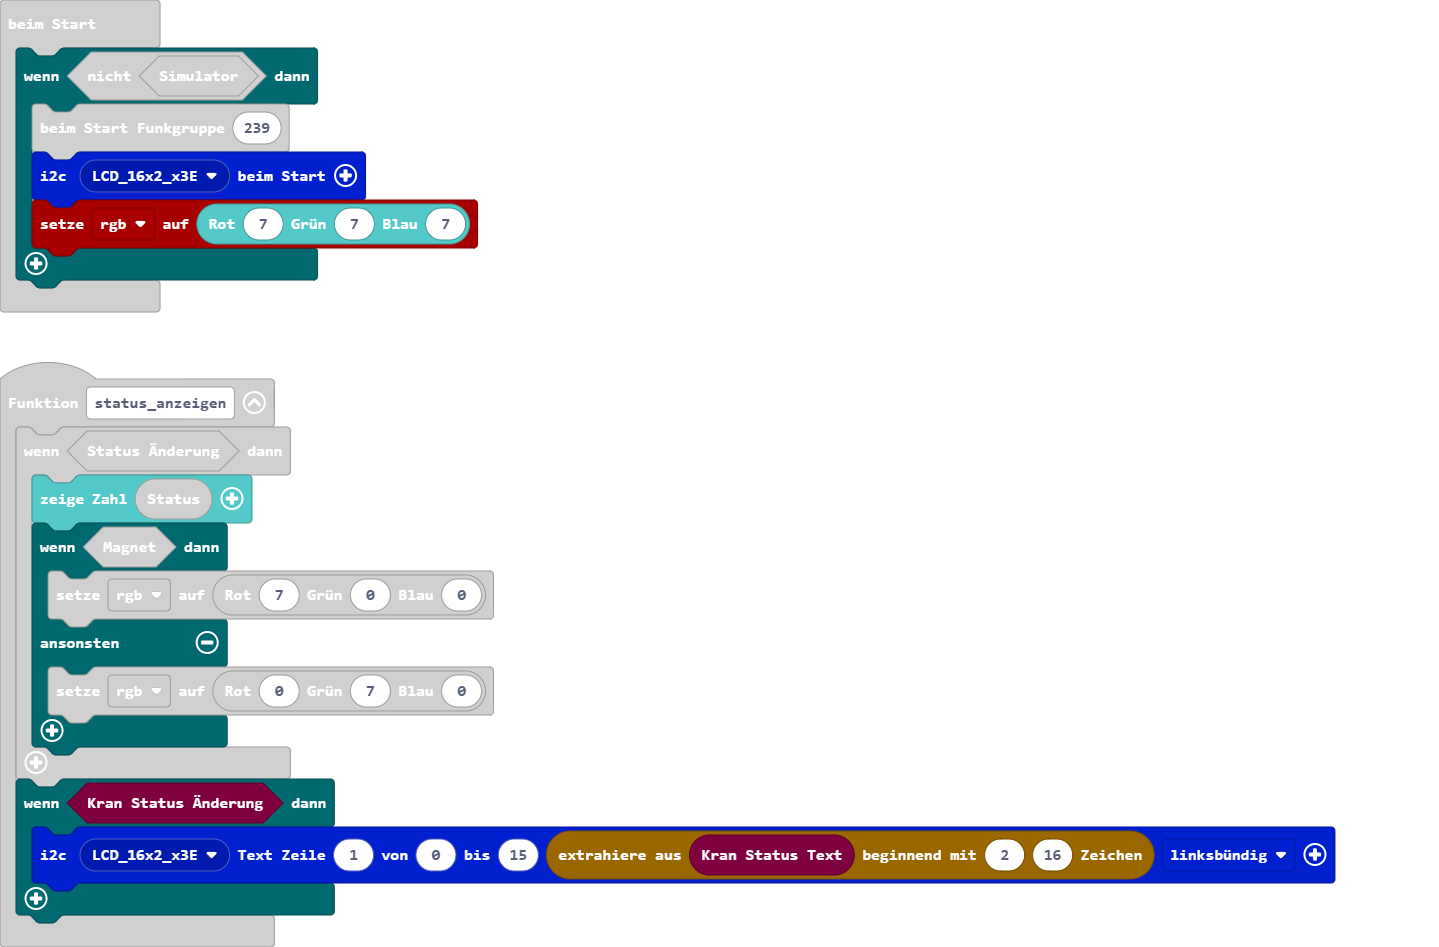 beim Start
wenn nicht Simulator dann
beim Start Funkgruppe 239
i2c LCD_16x2_x3E beim Start
setze rgb auf Rot 7 Grün 7 Blau 7
Funktion status_anzeigen
wenn Status Änderung dann
zeige Zahl Status
wenn Magnet dann
setze rgb auf Rot 7 Grün 0 Blau 0
ansonsten
setze rgb auf Rot 0 Grün 7 Blau 0
wenn Kran Status Änderung dann
i2c LCD_16x2_x3E Text Zeile 1 von 0 bis 15 extrahiere aus Kran Status Text beginnend mit 2 16 Zeichen linksbündig